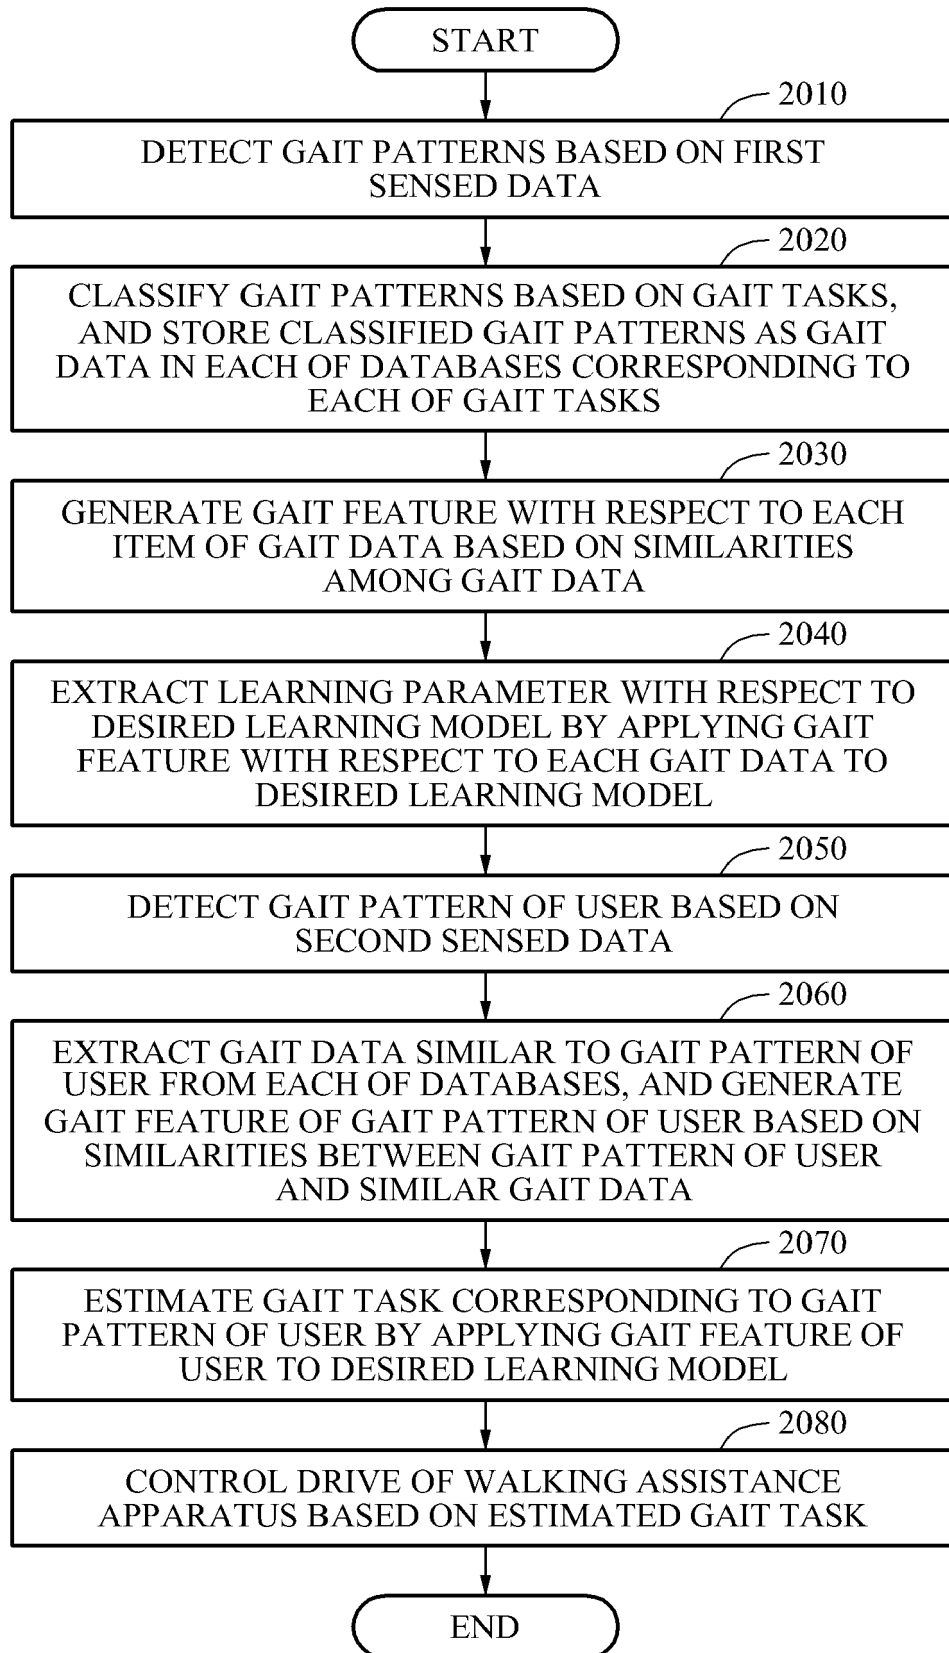 START
2010
DETECT GAIT PATTERNS BASED ON FIRST
SENSED DATA
2020
CLASSIFY GAIT PATTERNS BASED ON GAIT TASKS,
AND STORE CLASSIFIED GAIT PATTERNS AS GAIT
DATA IN EACH OF DATABASES CORRESPONDING TO
EACH OF GAIT TASKS
2030
GENERATE GAIT FEATURE WITH RESPECT TO EACH
ITEM OF GAIT DATA BASED ON SIMILARITIES
AMONG GAIT DATA
2040
EXTRACT LEARNING PARAMETER WITH RESPECT TO
DESIRED LEARNING MODEL BY APPLYING GAIT
FEATURE WITH RESPECT TO EACH GAIT DATA TO
DESIRED LEARNING MODEL
2050
DETECT GAIT PATTERN OF USER BASED ON
SECOND SENSED DATA
2060
EXTRACT GAIT DATA SIMILAR TO GAIT PATTERN OF
USER FROM EACH OF DATABASES, AND GENERATE
GAIT FEATURE OF GAIT PATTERN OF USER BASED ON
SIMILARITIES BETWEEN GAIT PATTERN OF USER
AND SIMILAR GAIT DATA
2070
ESTIMATE GAIT TASK CORRESPONDING TO GAIT
PATTERN OF USER BY APPLYING GAIT FEATURE OF
USER TO DESIRED LEARNING MODEL
2080
CONTROL DRIVE OF WALKING ASSISTANCE
APPARATUS BASED ON ESTIMATED GAIT TASK
END